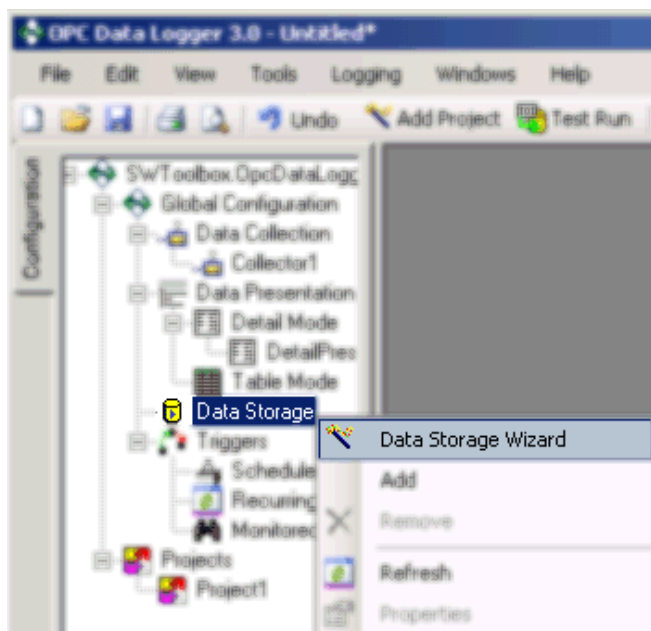 OPC Data Logger 3.0 - Untitled*
File Edit View Tools Logging Windows Help
Undo Add Project Test Run
Configuration
SWToolbox.OpcDataLogg
Global Configuration
Data Collection
Collector1
Data Presentation
Detail Mode
DetailPres
Table Mode
Data Storage
Triggers
Schedule
Recurring
Monitored
Projects
Project1
Data Storage Wizard
Add
Remove
Refresh
Properties